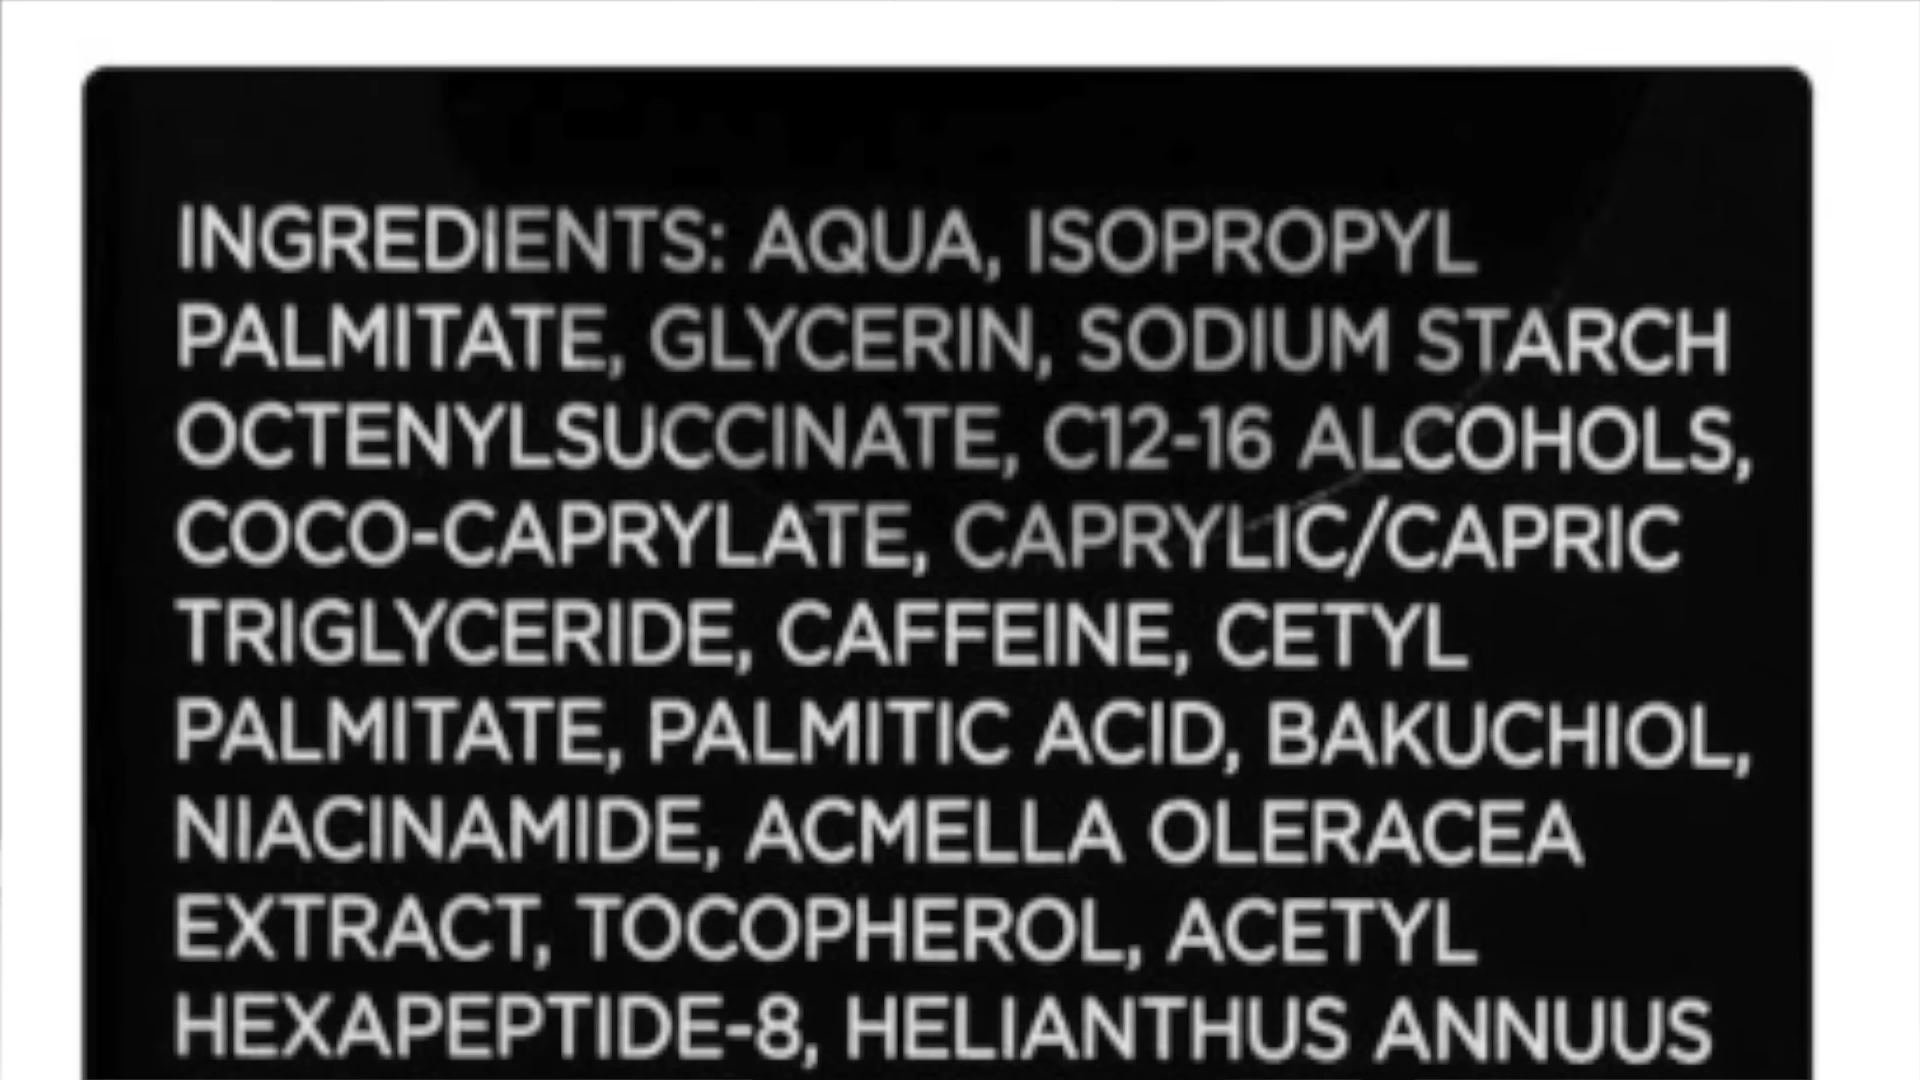 INGREDIENTS: AQUA, ISOPROPYL
PALMITATE, GLYCERIN, SODIUM STARCH
OCTENYLSUCCINATE, C12-16 ALCOHOLS,
COCO-CAPRYLATE, CAPRYLIC/CAPRIC
TRIGLYCERIDE, CAFFEINE, CETYL
PALMITATE, PALMITIC ACID, BAKUCHIOL,
NIACINAMIDE, ACMELLA OLERACEA
EXTRACT, TOCOPHEROL, ACETYL
HEXAPEPTIDE-8, HELIANTHUS ANNUUS